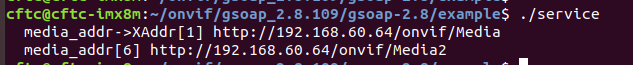 cftc@cftc-imx8m:~/onvif/gsoap_2.8.109/gsoap-2.8/example$ ./service
media_addr->XAddr[1] http://192.168.60.64/onvif/Media
media_addr[6] http://192.168.60.64/onvif/Media2